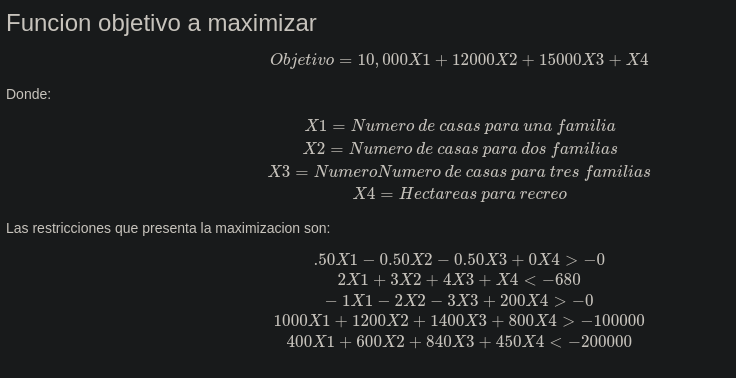 Funcion objetivo a maximizar
Objetivo = 10,000X1 + 12000X2 + 15000X3 + X4
Donde:
X1 = Numero de casas para una familia
X2 = Numero de casas para dos familias
X3 = NumeroNumero de casas para tres familias
X4 = Hectareas para recreo
Las restricciones que presenta la maximizacion son:
.50X1 − 0.50X2 − 0.50X3 + 0X4 > −0
2X1 + 3X2 + 4X3 + X4 < −680
− 1X1 − 2X2 − 3X3 + 200X4 > −0
1000X1 + 1200X2 + 1400X3 + 800X4 > −100000
400X1 + 600X2 + 840X3 + 450X4 < −200000